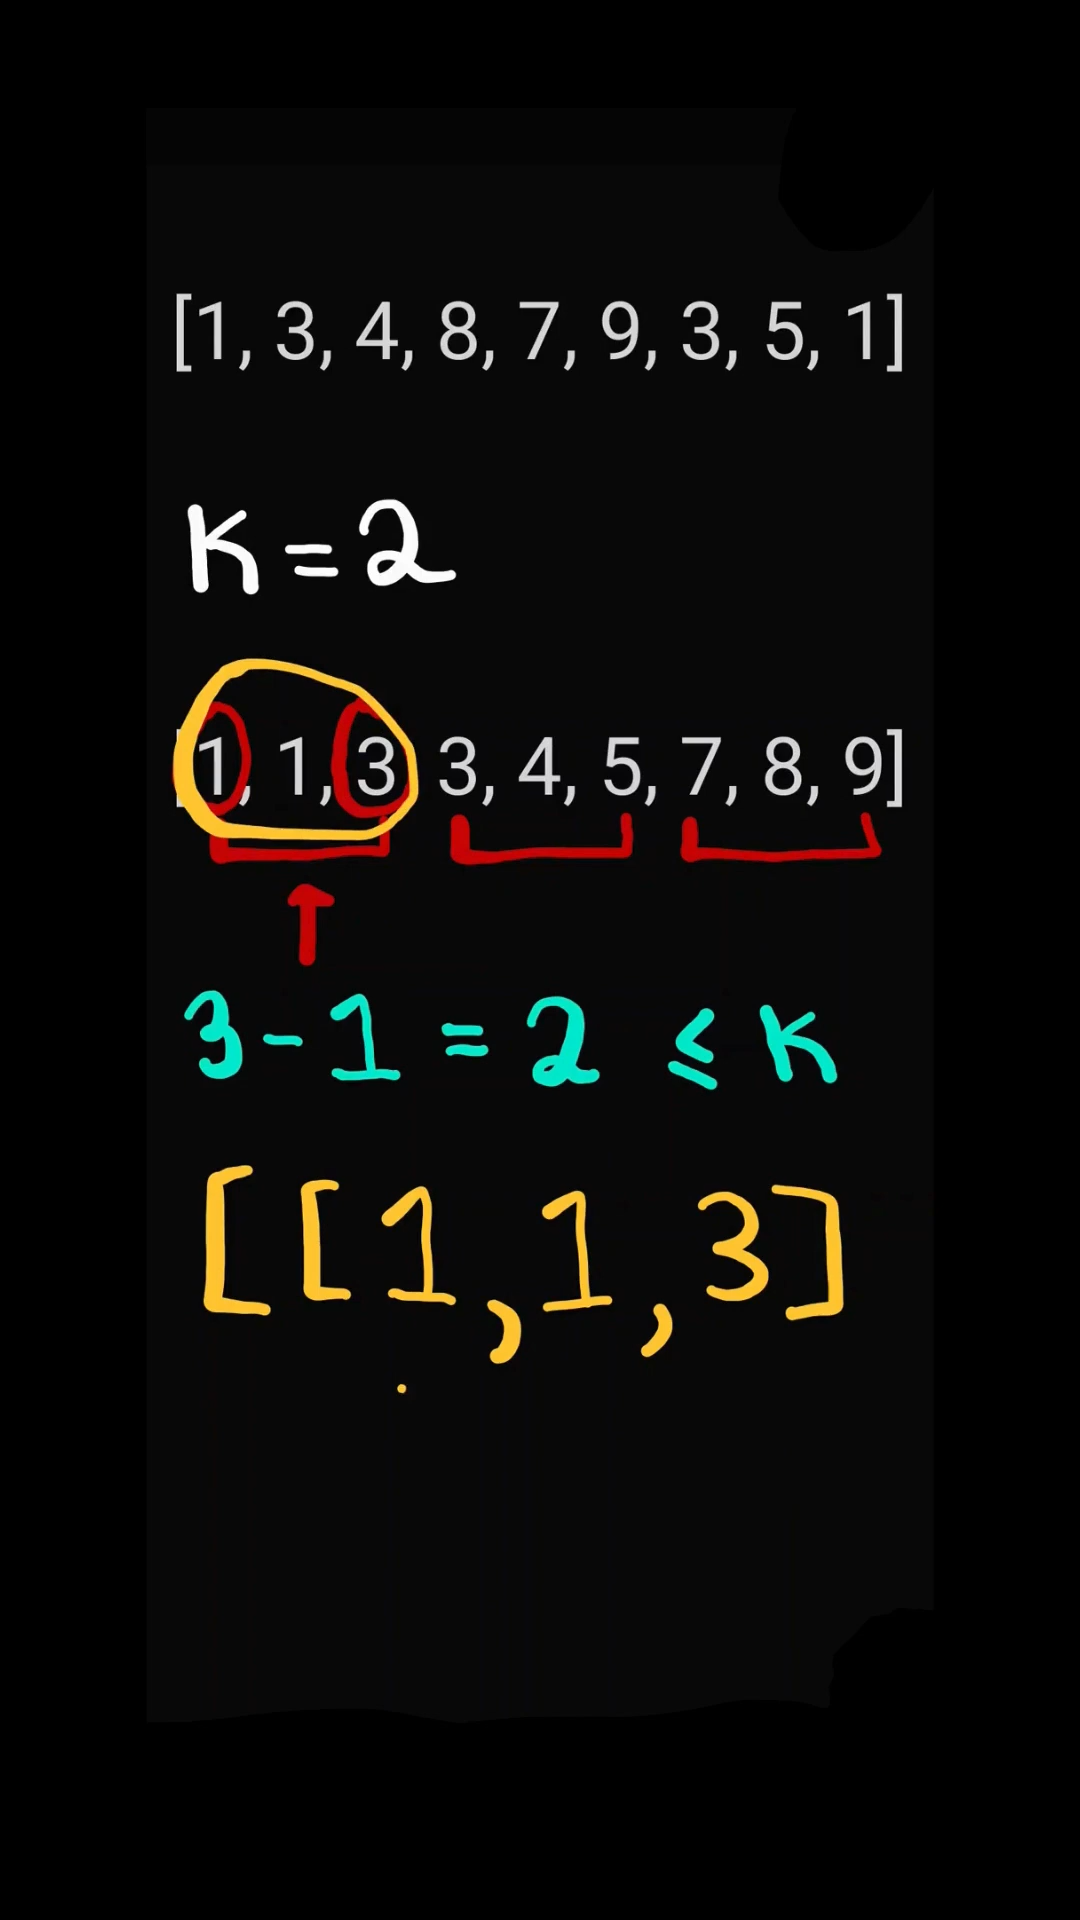 [1, 3, 4, 8, 7, 9, 3, 5, 1]
K=2
[1, 1, 3 3, 4, 5, 7, 8, 9]
3-1=2 ≤ K
[[1,1,3]